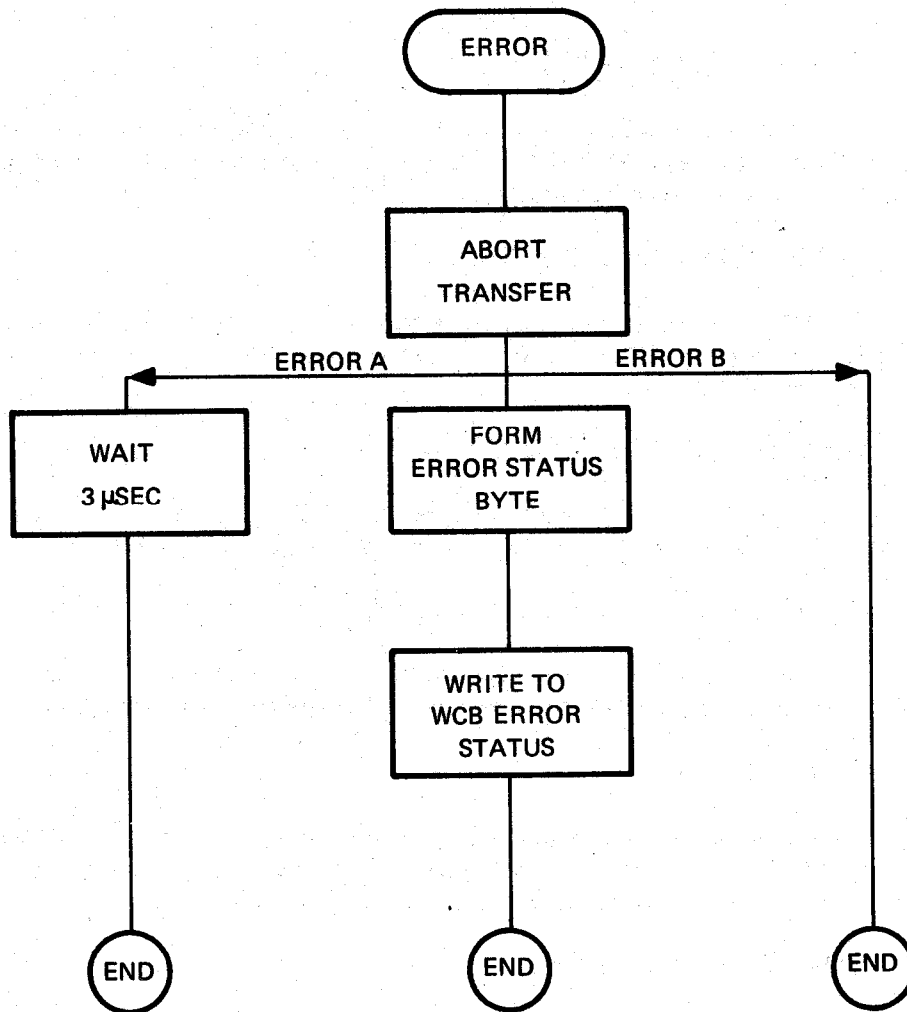 ERROR
ABORT
TRANSFER
ERROR A
ERROR B
WAIT
3 µSEC
FORM
ERROR STATUS
BYTE
WRITE TO
WCB ERROR
STATUS
END
END
END